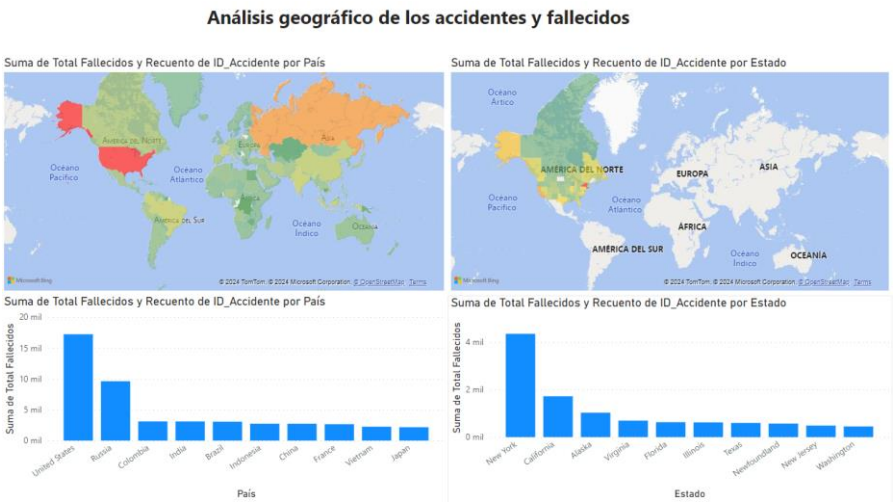 Análisis geográfico de los accidentes y fallecidos
Suma de Total Fallecidos y Recuento de ID_Accidente por País
AMÉRICA DEL NORTE
EUROPA
ASIA
Océano Pacífico
Océano Atlántico
ÁFRICA
AMÉRICA DEL SUR
Océano Índico
OCEANÍA
Microsoft Bing
© 2024 TomTom, © 2024 Microsoft Corporation, © OpenStreetMap Terms
Suma de Total Fallecidos y Recuento de ID_Accidente por Estado
Océano Ártico
AMÉRICA DEL NORTE
EUROPA
ASIA
Océano Pacífico
Océano Atlántico
ÁFRICA
AMÉRICA DEL SUR
Océano Índico
OCEANÍA
Microsoft Bing
© 2024 TomTom, © 2024 Microsoft Corporation, © OpenStreetMap Terms
Suma de Total Fallecidos y Recuento de ID_Accidente por País
Suma de Total Fallecidos
20 mil
15 mil
10 mil
5 mil
0 mil
United States
Russia
Colombia
India
Brazil
Indonesia
China
France
Vietnam
Japan
País
Suma de Total Fallecidos y Recuento de ID_Accidente por Estado
Suma de Total Fallecidos
4 mil
2 mil
0 mil
New York
California
Alaska
Virginia
Florida
Illinois
Texas
Newfoundland
New Jersey
Washington
Estado